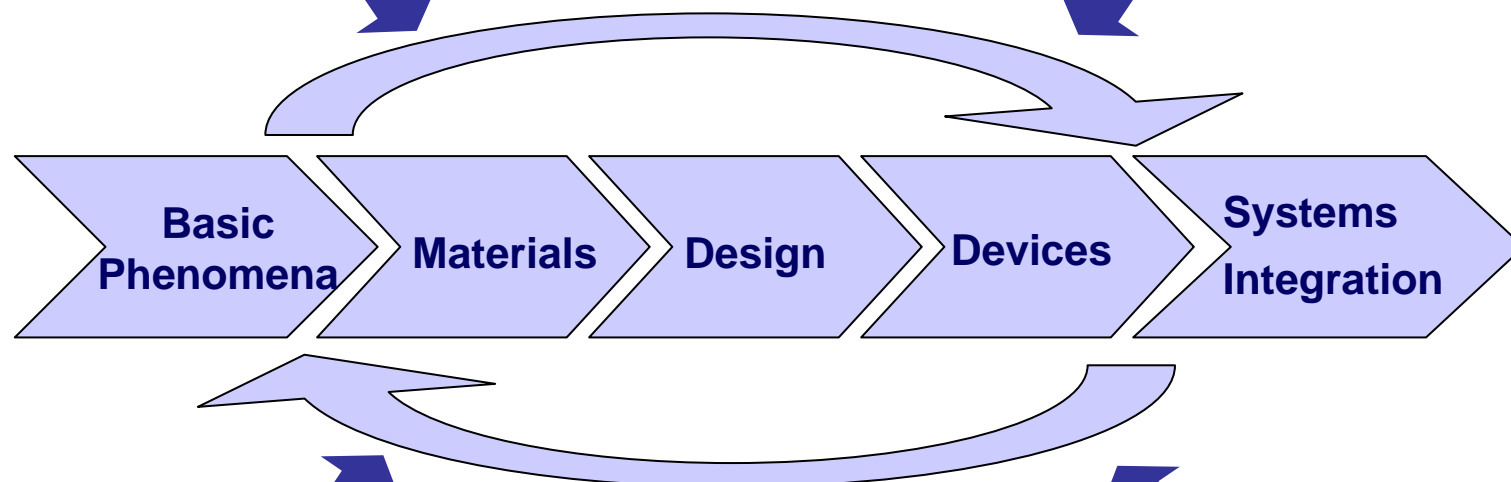 Basic
Phenomena
Materials
Design
Devices
Systems
Integration